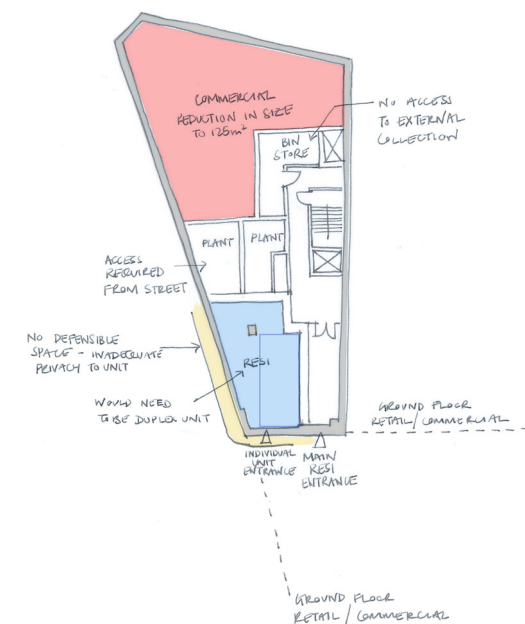 COMMERCIAL
REDUCTION IN SIZE
TO 125m²
NO ACCESS
TO EXTERNAL
COLLECTION
BIN
STORE
PLANT
PLANT
ACCESS
REQUIRED
FROM STREET
NO DEFENSIBLE
SPACE - INADEQUATE
PRIVACY TO UNIT
RESI
WOULD NEED
TO BE DUPLEX UNIT
GROUND FLOOR
RETAIL/COMMERCIAL
INDIVIDUAL
UNIT
ENTRANCE
MAIN
RESI
ENTRANCE
GROUND FLOOR
RETAIL / COMMERCIAL